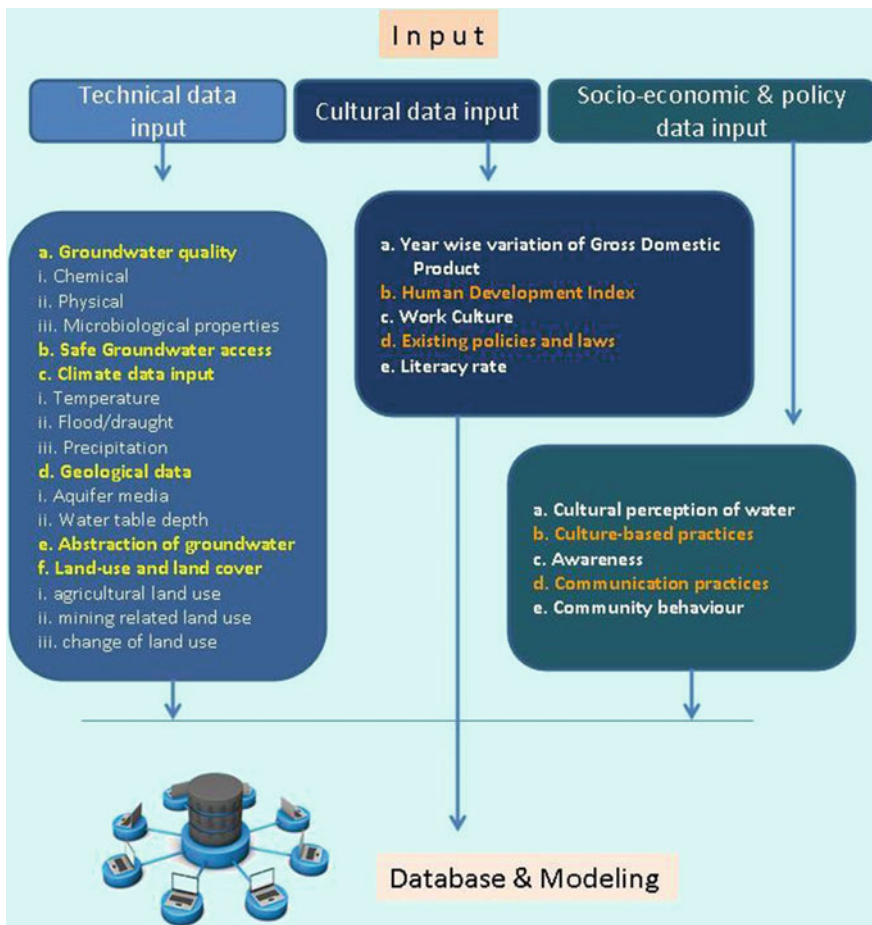 Input
Technical data
input
Cultural data input
Socio-economic & policy
data input
a. Groundwater quality
i. Chemical
ii. Physical
iii. Microbiological properties
b. Safe Groundwater access
c. Climate data input
i. Temperature
ii. Flood/draught
iii. Precipitation
d. Geological data
i. Aquifer media
ii. Water table depth
e. Abstraction of groundwater
f. Land-use and land cover
i. agricultural land use
ii. mining related land use
iii. change of land use
a. Year wise variation of Gross Domestic
Product
b. Human Development Index
c. Work Culture
d. Existing policies and laws
e. Literacy rate
a. Cultural perception of water
b. Culture-based practices
c. Awareness
d. Communication practices
e. Community behaviour
Database & Modeling